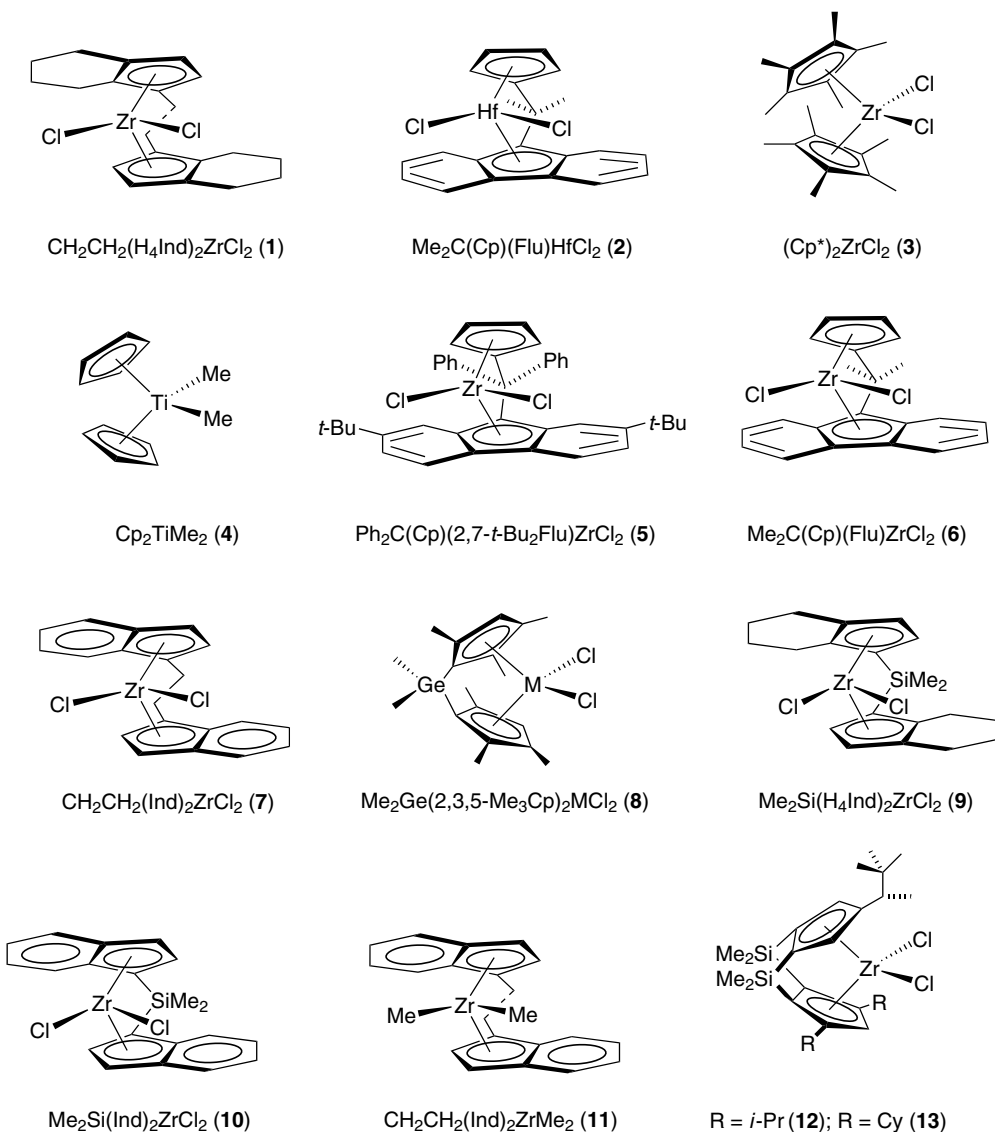 Zr
Cl
Cl
Hf
Cl
Cl
Zr
Cl
Cl
CH₂CH₂(H₄Ind)₂ZrCl₂ (1)
Me₂C(Cp)(Flu)HfCl₂ (2)
(Cp*)₂ZrCl₂ (3)
Ti
Me
Me
Ph
Ph
Zr
Cl
Cl
t-Bu
t-Bu
Zr
Cl
Cl
Cp₂TiMe₂ (4)
Ph₂C(Cp)(2,7-t-Bu₂Flu)ZrCl₂ (5)
Me₂C(Cp)(Flu)ZrCl₂ (6)
Zr
Cl
Cl
Ge
M
Cl
Cl
Zr
SiMe₂
Cl
Cl
CH₂CH₂(Ind)₂ZrCl₂ (7)
Me₂Ge(2,3,5-Me₃Cp)₂MCl₂ (8)
Me₂Si(H₄Ind)₂ZrCl₂ (9)
Zr
SiMe₂
Cl
Cl
Zr
Me
Me
Me₂Si
Me₂Si
Zr
Cl
Cl
R
R
Me₂Si(Ind)₂ZrCl₂ (10)
CH₂CH₂(Ind)₂ZrMe₂ (11)
R = i-Pr (12); R = Cy (13)